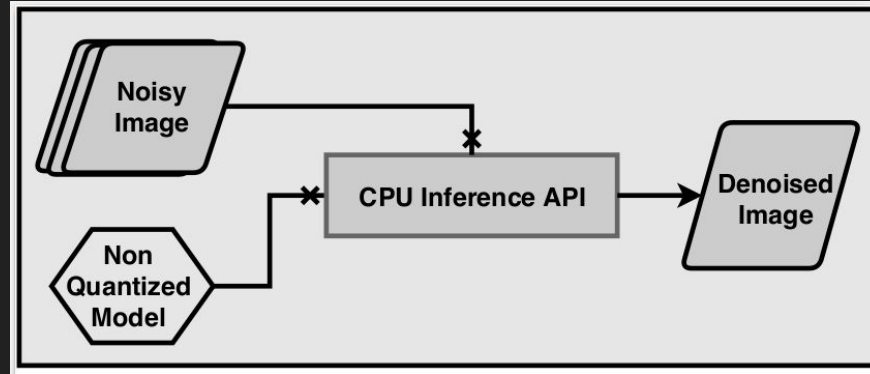 Noisy
Image
CPU Inference API
Denoised
Image
Non
Quantized
Model